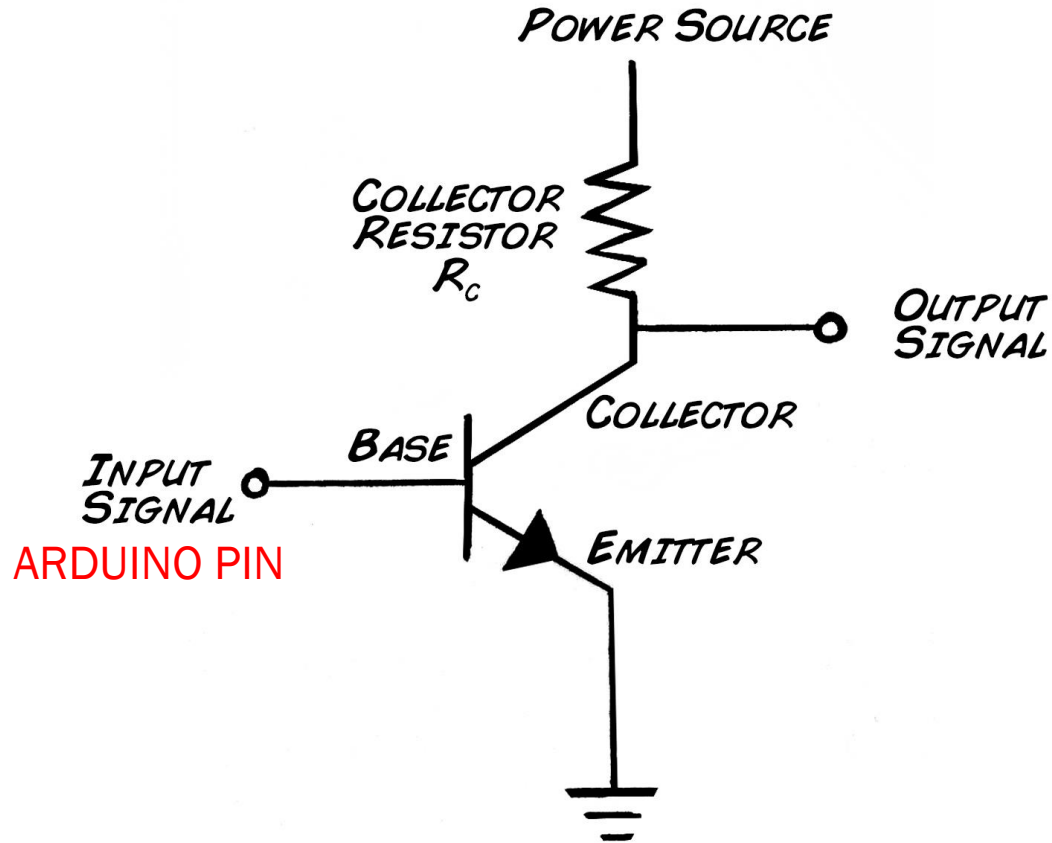 POWER SOURCE
COLLECTOR
RESISTOR
Rc
OUTPUT
SIGNAL
COLLECTOR
BASE
INPUT
SIGNAL
ARDUINO PIN
EMITTER